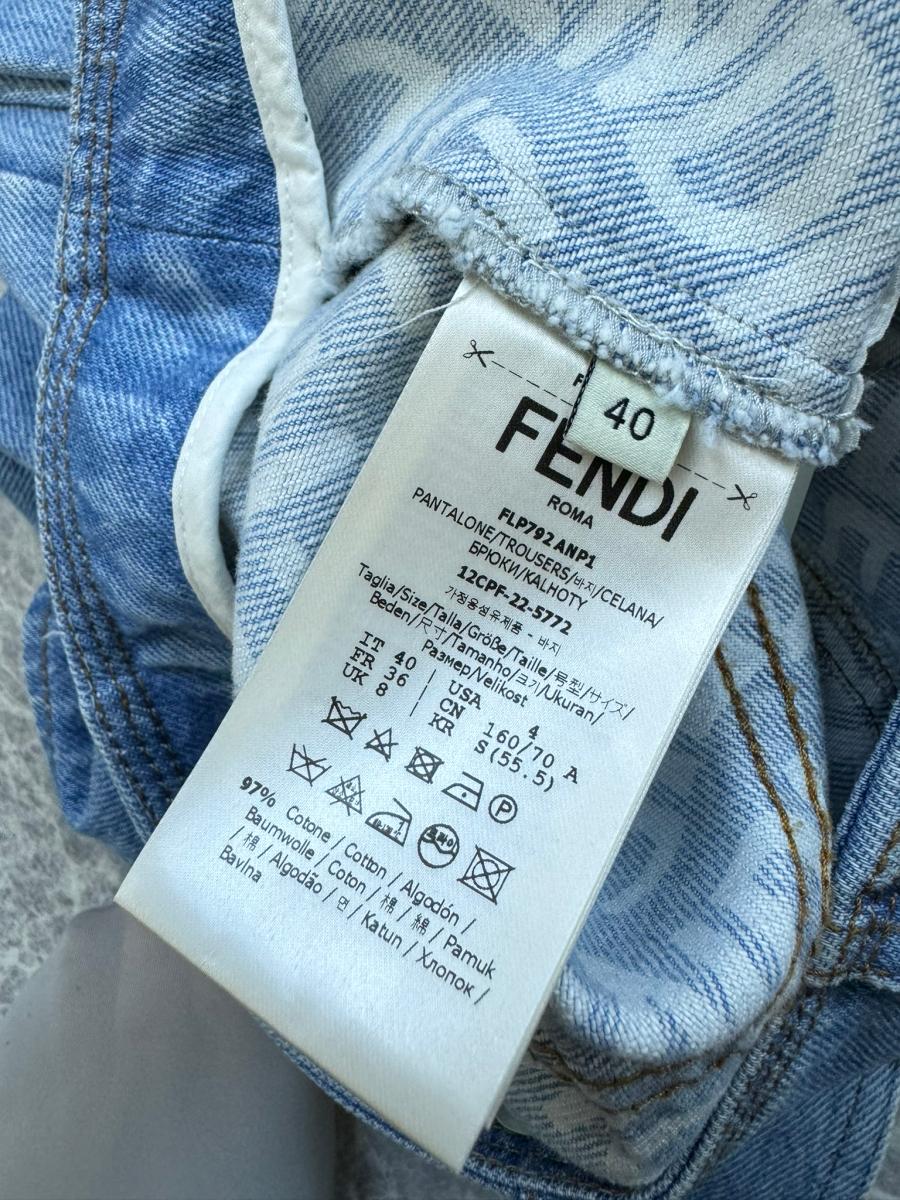 40
FENDI
ROMA
FLP792 ANP1
PANTALONE/TROUSERS/바지/CELANA/
БРЮКИ/KALHOTY
12CPF-22-5772
가정용섬유제품 - 바지
Taglia/Size/Talla/Größe/Taille/号型/サイズ/
Beden/尺寸/Tamanho/크기/Ukuran/
Размер/Velikost
IT 40
FR 36
UK 8
USA 4
CN 160/70 A
KR S(55.5)
P
97% Cotone / Cotton / Algodón /
Baumwolle / Coton / 棉 / 綿 / Pamuk
/ 棉 / Algodão / 면 / Katun / Хлопок /
Bavlna